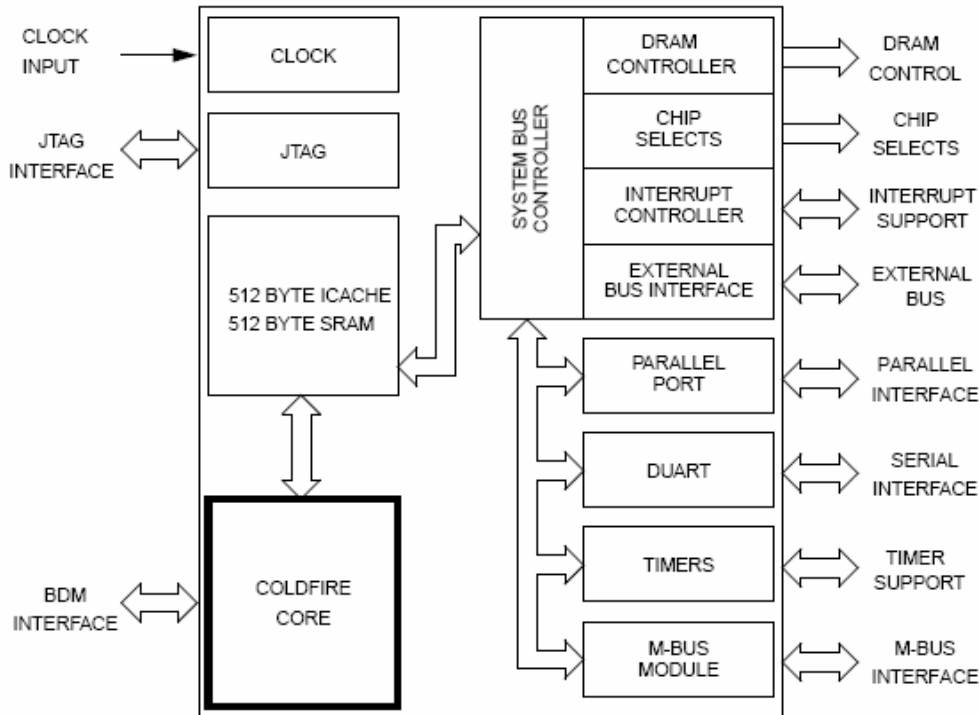 CLOCK
INPUT
CLOCK
JTAG
INTERFACE
JTAG
512 BYTE ICACHE
512 BYTE SRAM
BDM
INTERFACE
COLDFIRE
CORE
SYSTEM BUS
CONTROLLER
DRAM
CONTROLLER
DRAM
CONTROL
CHIP
SELECTS
CHIP
SELECTS
INTERRUPT
CONTROLLER
INTERRUPT
SUPPORT
EXTERNAL
BUS INTERFACE
EXTERNAL
BUS
PARALLEL
PORT
PARALLEL
INTERFACE
DUART
SERIAL
INTERFACE
TIMERS
TIMER
SUPPORT
M-BUS
MODULE
M-BUS
INTERFACE